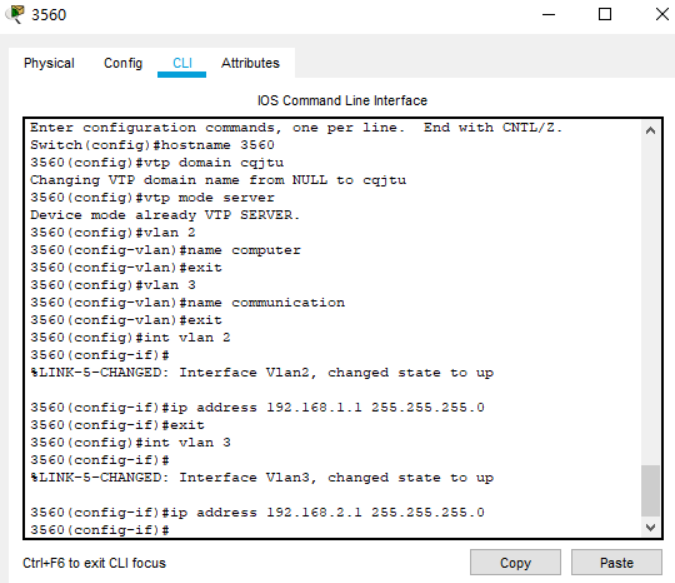 3560
Physical Config CLI Attributes
IOS Command Line Interface
Enter configuration commands, one per line.  End with CNTL/Z.
Switch(config)#hostname 3560
3560(config)#vtp domain cqjtu
Changing VTP domain name from NULL to cqjtu
3560(config)#vtp mode server
Device mode already VTP SERVER.
3560(config)#vlan 2
3560(config-vlan)#name computer
3560(config-vlan)#exit
3560(config)#vlan 3
3560(config-vlan)#name communication
3560(config-vlan)#exit
3560(config)#int vlan 2
3560(config-if)#
%LINK-5-CHANGED: Interface Vlan2, changed state to up
3560(config-if)#ip address 192.168.1.1 255.255.255.0
3560(config-if)#exit
3560(config)#int vlan 3
3560(config-if)#
%LINK-5-CHANGED: Interface Vlan3, changed state to up
3560(config-if)#ip address 192.168.2.1 255.255.255.0
3560(config-if)#
Ctrl+F6 to exit CLI focus Copy Paste